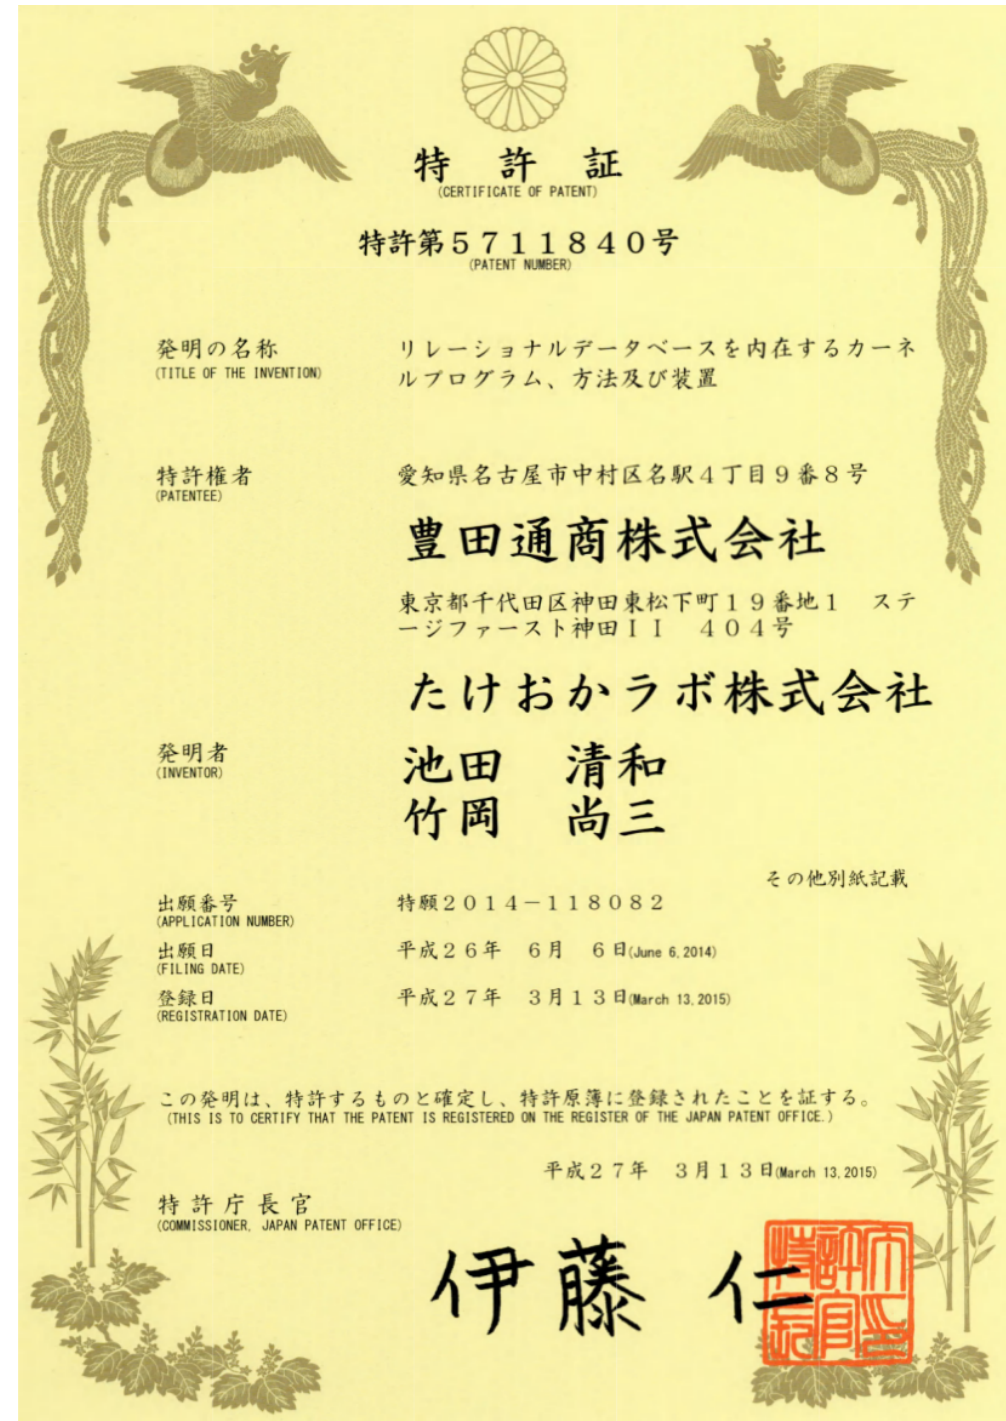 特許証
(CERTIFICATE OF PATENT)
特許第5711840号
(PATENT NUMBER)
発明の名称
(TITLE OF THE INVENTION)
リレーショナルデータベースを内在するカーネ
ルプログラム、方法及び装置
特許権者
(PATENTEE)
愛知県名古屋市中村区名駅4丁目9番8号
豊田通商株式会社
東京都千代田区神田東松下町19番地1　ステ
ージファースト神田II　404号
たけおかラボ株式会社
発明者
(INVENTOR)
池田　清和
竹岡　尚三
その他別紙記載
出願番号
(APPLICATION NUMBER)
特願2014-118082
出願日
(FILING DATE)
平成26年　6月　6日(June 6,2014)
登録日
(REGISTRATION DATE)
平成27年　3月13日(March 13,2015)
この発明は、特許するものと確定し、特許原簿に登録されたことを証する。
(THIS IS TO CERTIFY THAT THE PATENT IS REGISTERED ON THE REGISTER OF THE JAPAN PATENT OFFICE.)
平成27年　3月13日(March 13,2015)
特許庁長官
(COMMISSIONER, JAPAN PATENT OFFICE)
伊藤　仁